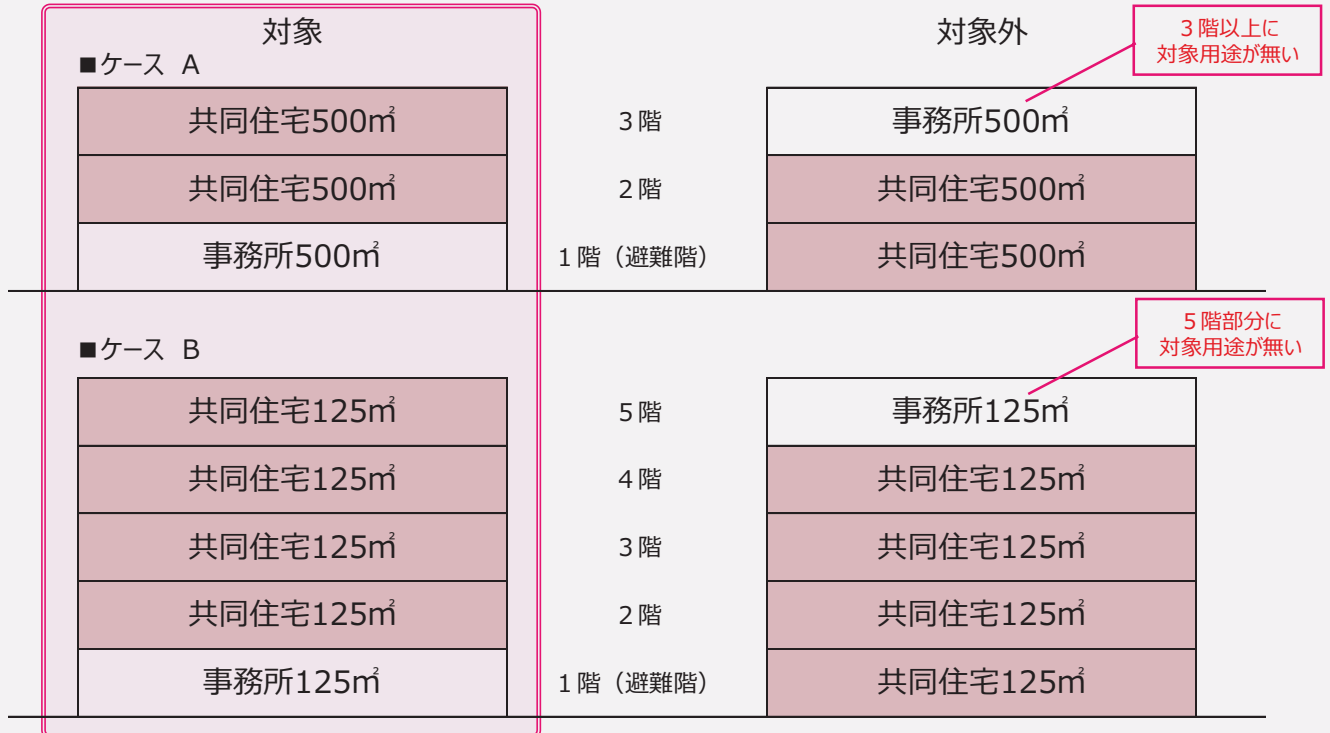 対象
対象外
3階以上に
対象用途が無い
■ケース A
共同住宅500㎡
3階
事務所500㎡
共同住宅500㎡
2階
共同住宅500㎡
事務所500㎡
1階（避難階）
共同住宅500㎡
5階部分に
対象用途が無い
■ケース B
共同住宅125㎡
5階
事務所125㎡
共同住宅125㎡
4階
共同住宅125㎡
共同住宅125㎡
3階
共同住宅125㎡
共同住宅125㎡
2階
共同住宅125㎡
事務所125㎡
1階（避難階）
共同住宅125㎡